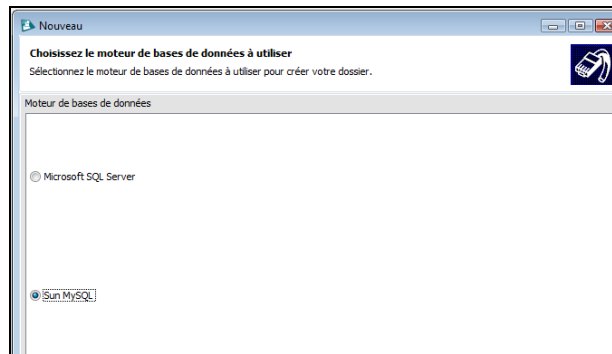 Nouveau
Choisissez le moteur de bases de données à utiliser
Sélectionnez le moteur de bases de données à utiliser pour créer votre dossier.
Moteur de bases de données
Microsoft SQL Server
Sun MySQL